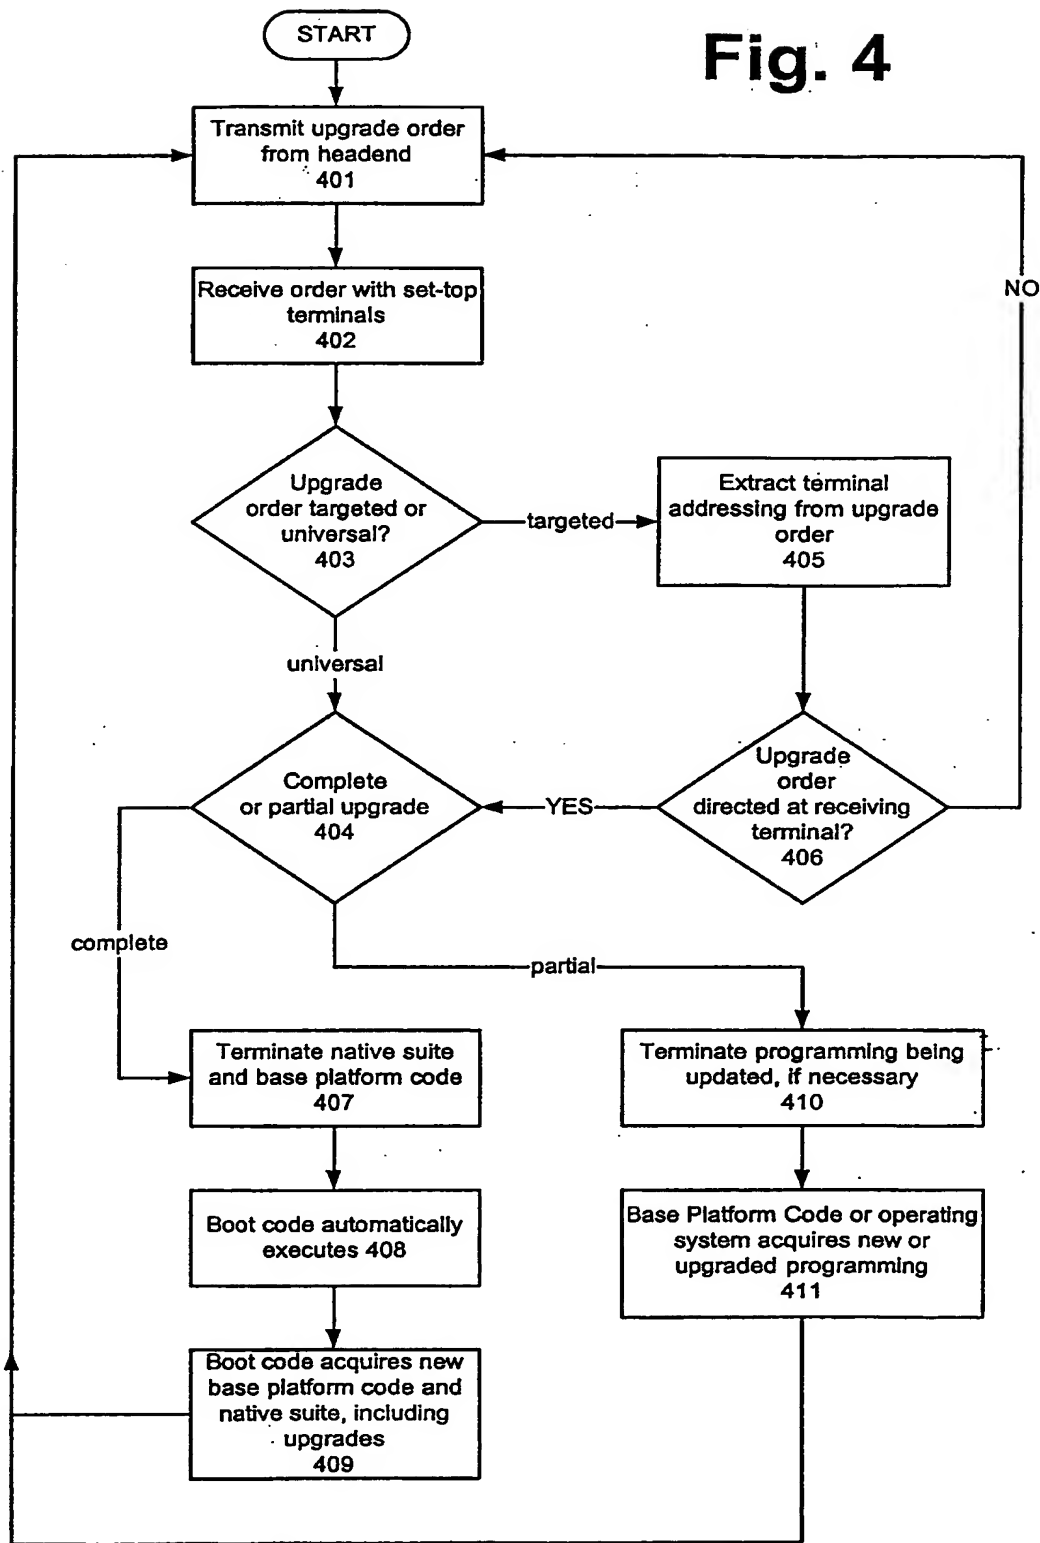 START
Fig. 4
Transmit upgrade order
from headend
401
Receive order with set-top
terminals
402
NO
Upgrade
order targeted or
universal?
403
targeted
Extract terminal
addressing from upgrade
order
405
universal
Complete
or partial upgrade
404
YES
Upgrade
order
directed at receiving
terminal?
406
complete
partial
Terminate native suite
and base platform code
407
Terminate programming being
updated, if necessary
410
Boot code automatically
executes 408
Base Platform Code or operating
system acquires new or
upgraded programming
411
Boot code acquires new
base platform code and
native suite, including
upgrades
409